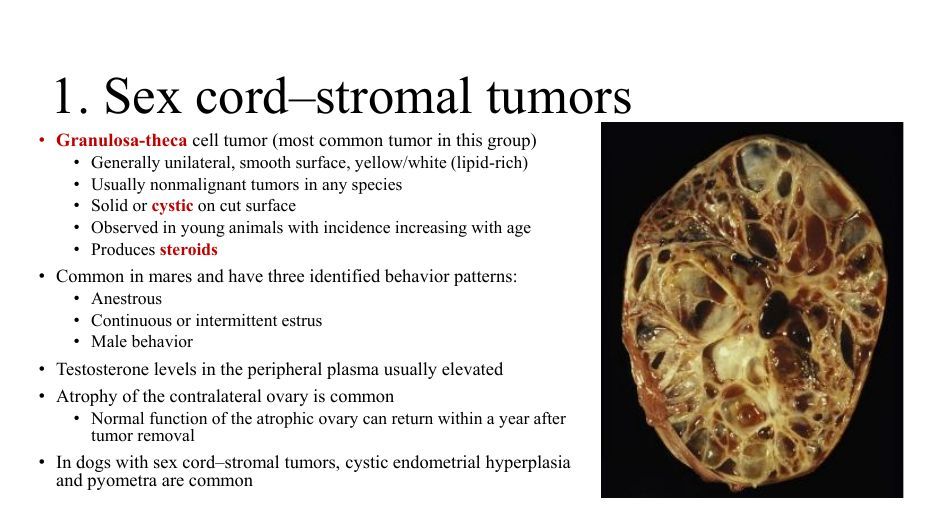 1. Sex cord–stromal tumors
• Granulosa-theca cell tumor (most common tumor in this group)
• Generally unilateral, smooth surface, yellow/white (lipid-rich)
• Usually nonmalignant tumors in any species
• Solid or cystic on cut surface
• Observed in young animals with incidence increasing with age
• Produces steroids
• Common in mares and have three identified behavior patterns:
• Anestrous
• Continuous or intermittent estrus
• Male behavior
• Testosterone levels in the peripheral plasma usually elevated
• Atrophy of the contralateral ovary is common
• Normal function of the atrophic ovary can return within a year after
tumor removal
• In dogs with sex cord–stromal tumors, cystic endometrial hyperplasia
and pyometra are common